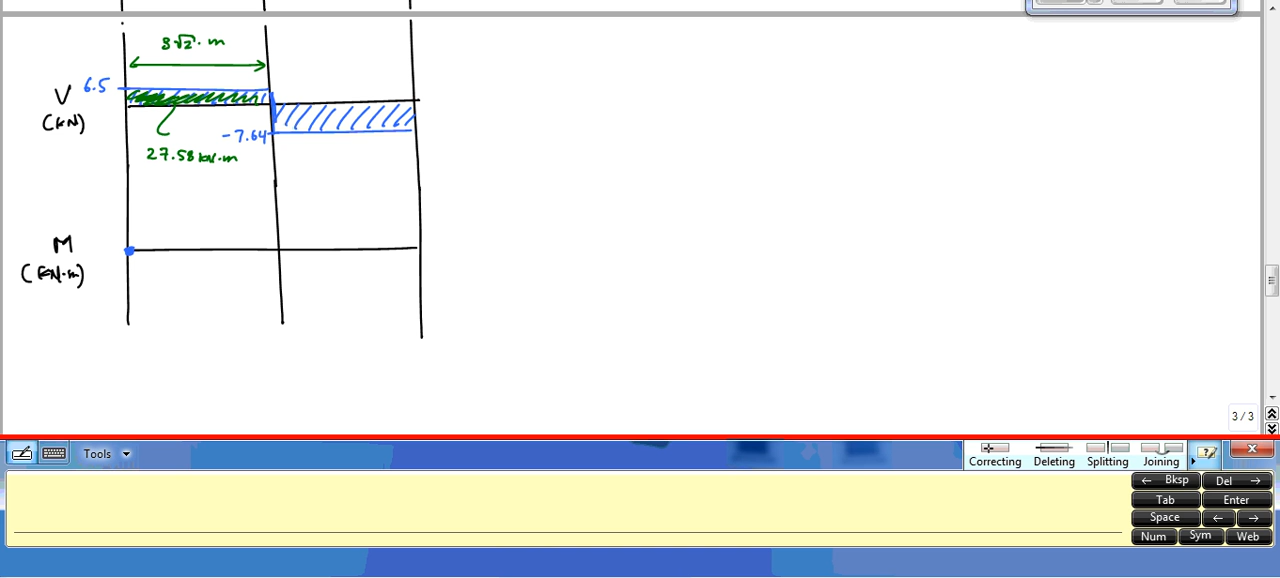 3√2 · m
V 6.5
(kN)
-7.64
27.58 kN·m
M
(kN·m)
3 / 3
Tools
Correcting Deleting Splitting Joining
← Bksp Del →
Tab Enter
Space ← →
Num Sym Web